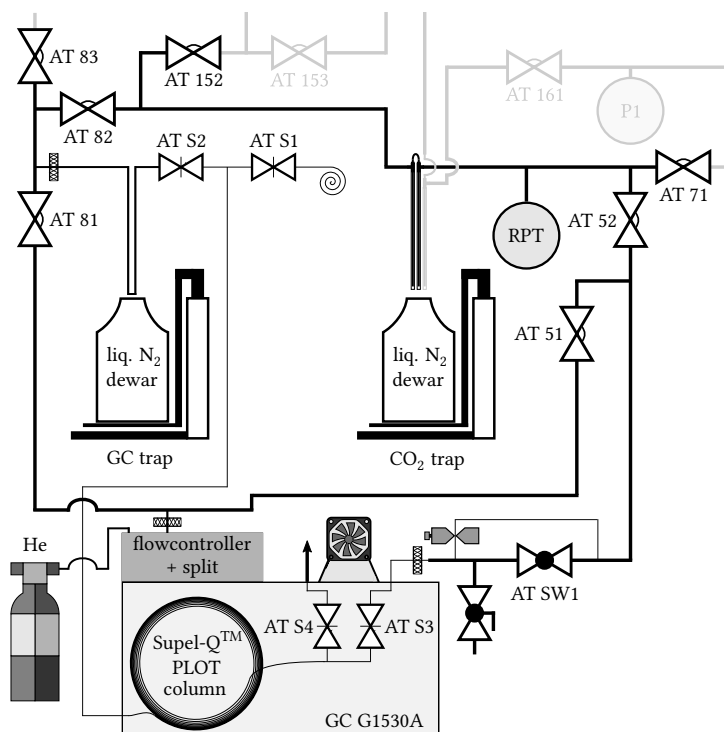 AT 83
AT 152
AT 153
AT 161
P1
AT 82
AT S2
AT S1
AT 71
AT 81
AT 52
RPT
AT 51
liq. N₂
dewar
liq. N₂
dewar
GC trap
CO₂ trap
He
flowcontroller
+ split
AT SW1
AT S4
AT S3
Supel-Q™
PLOT
column
GC G1530A